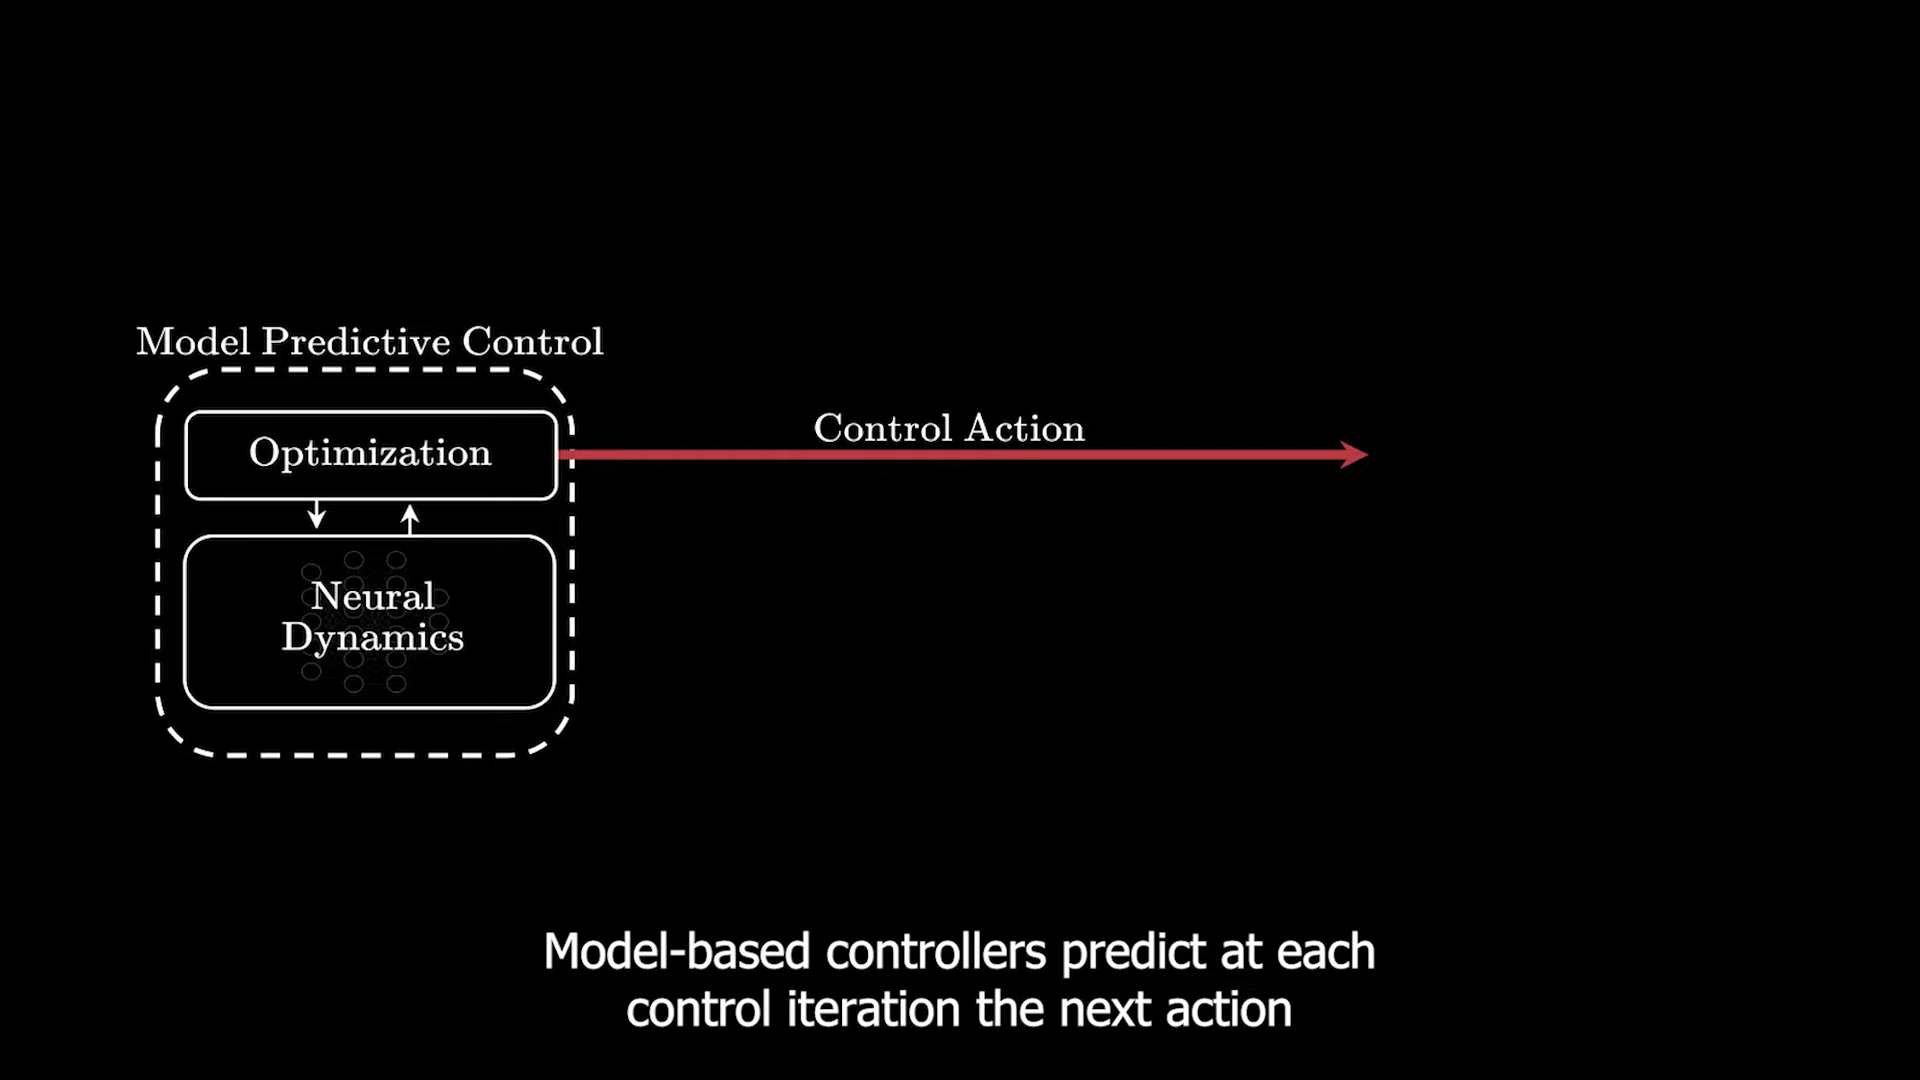 Model Predictive Control
Optimization
Control Action
Neural
Dynamics
Model-based controllers predict at each
control iteration the next action